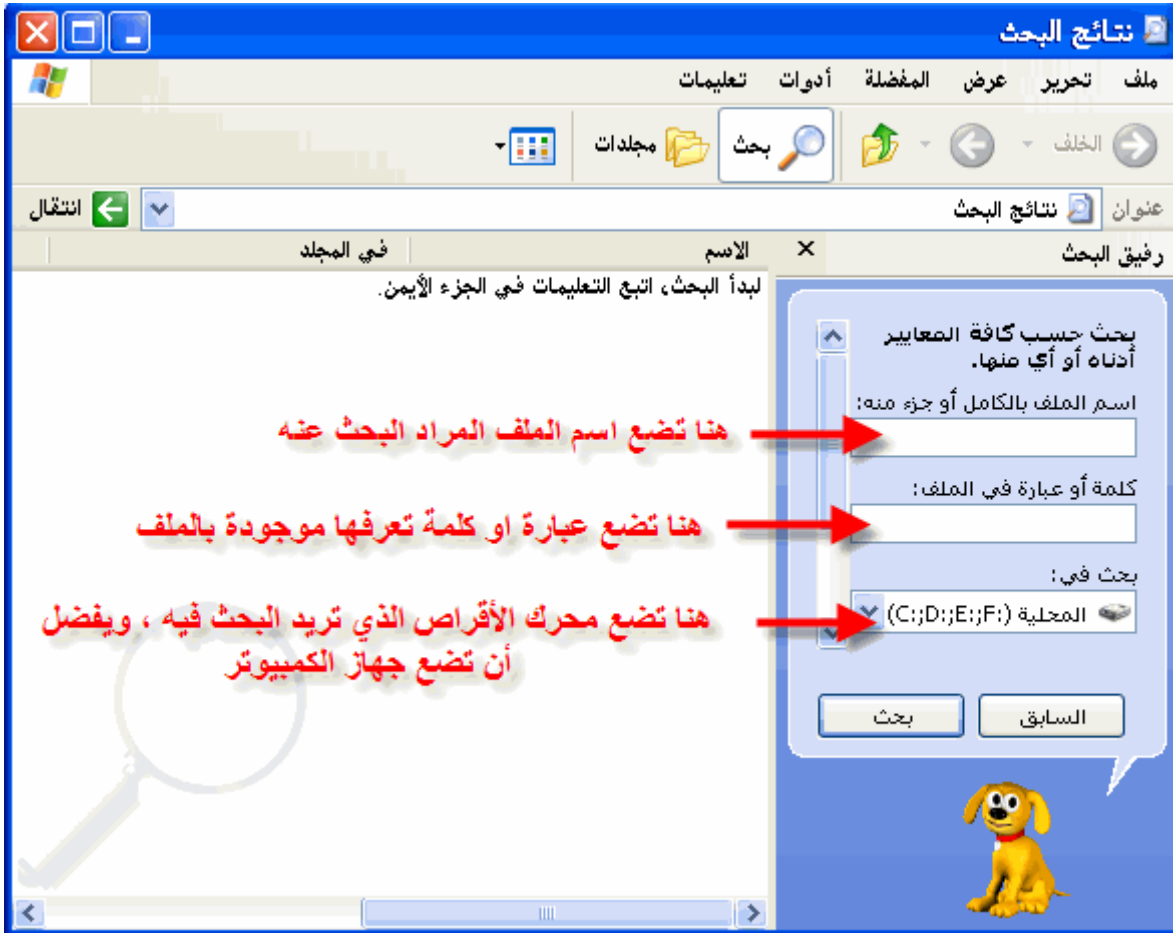 نتائج البحث
ملف تحرير عرض المفضلة أدوات تعليمات
الخلف بحث مجلدات
عنوان نتائج البحث انتقال
رفيق البحث
الاسم في المجلد
لبدأ البحث، اتبع التعليمات في الجزء الأيمن.
بحث حسب كافة المعايير
أدناه أو أي منها.
اسم الملف بالكامل أو جزء منه:
هنا تضع اسم الملف المراد البحث عنه
كلمة أو عبارة في الملف:
هنا تضع عبارة او كلمة تعرفها موجودة بالملف
بحث في:
المحلية (C:;D:;E:;F:)
هنا تضع محرك الأقراص الذي تريد البحث فيه ، ويفضل
أن تضع جهاز الكمبيوتر
السابق بحث